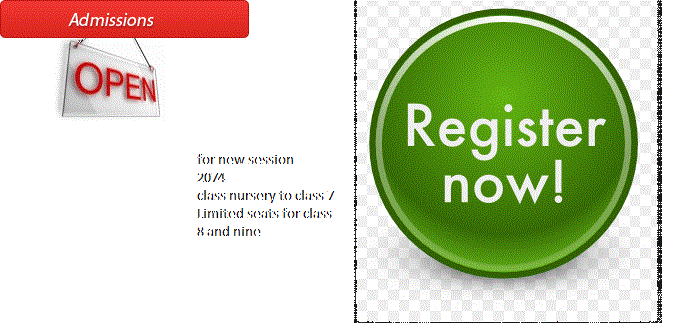 Admissions
OPEN
for new session
2074
class nursery to class 7
Limited seats for class
8 and nine
Register
now!